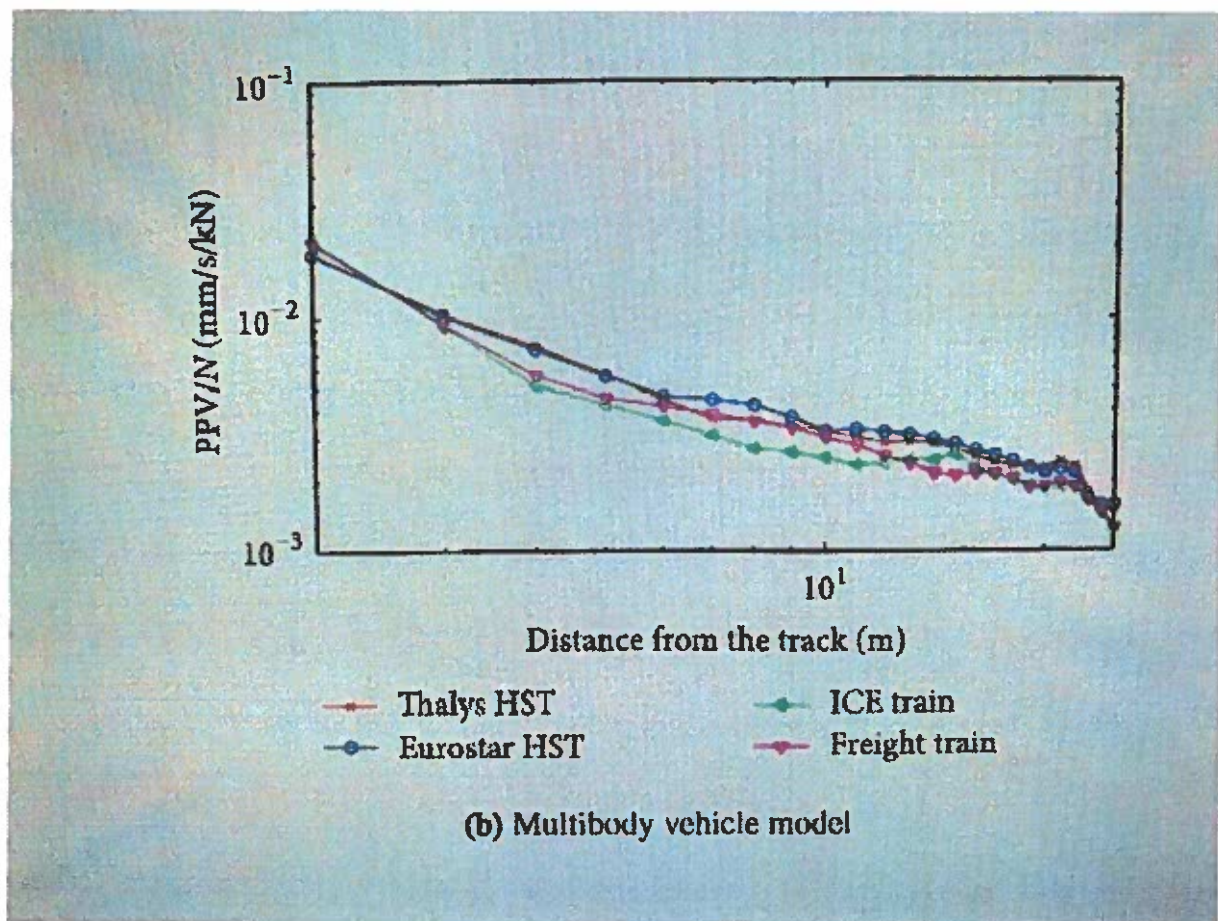 10⁻¹
10⁻²
10⁻³
PPV/N (mm/s/kN)
10¹
Distance from the track (m)
Thalys HST
Eurostar HST
ICE train
Freight train
(b) Multibody vehicle model